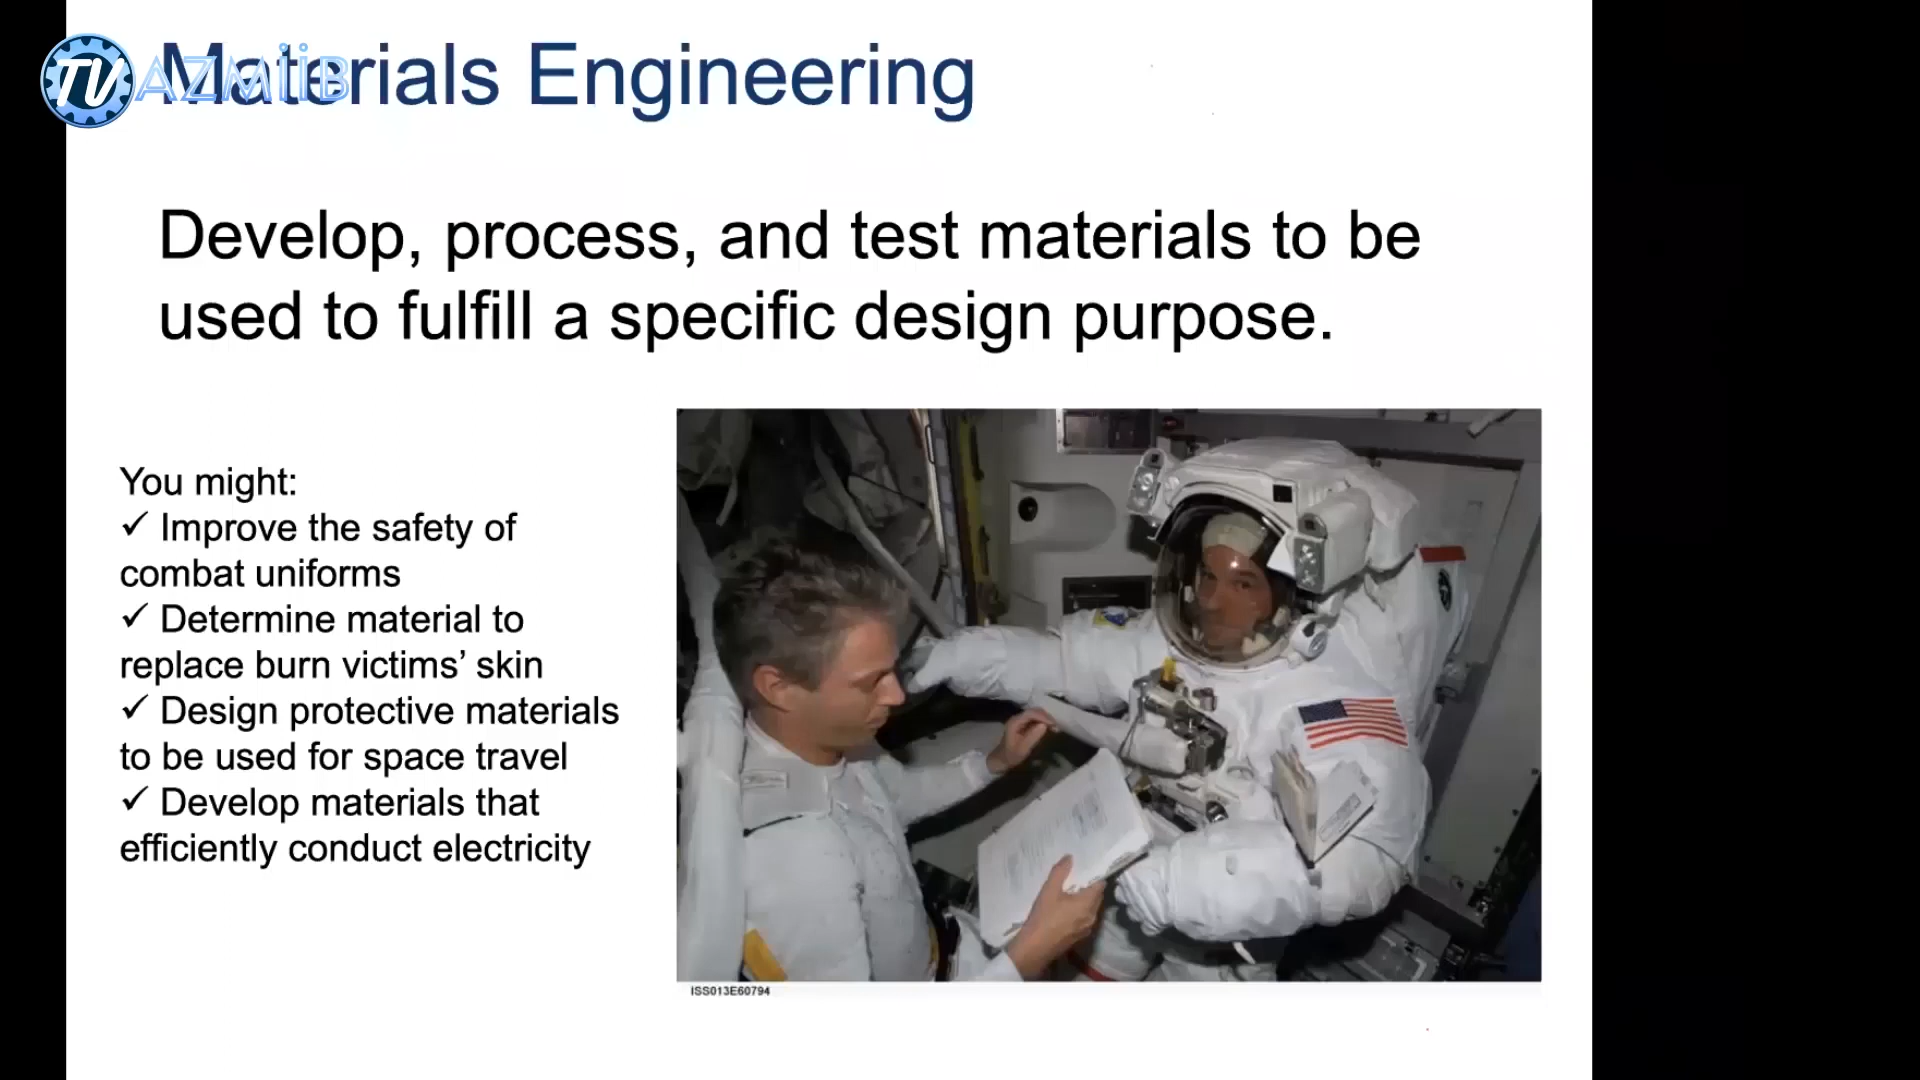 Materials Engineering
TV AZMİİB
Develop, process, and test materials to be
used to fulfill a specific design purpose.
You might:
✓ Improve the safety of
combat uniforms
✓ Determine material to
replace burn victims’ skin
✓ Design protective materials
to be used for space travel
✓ Develop materials that
efficiently conduct electricity
ISS013E60794